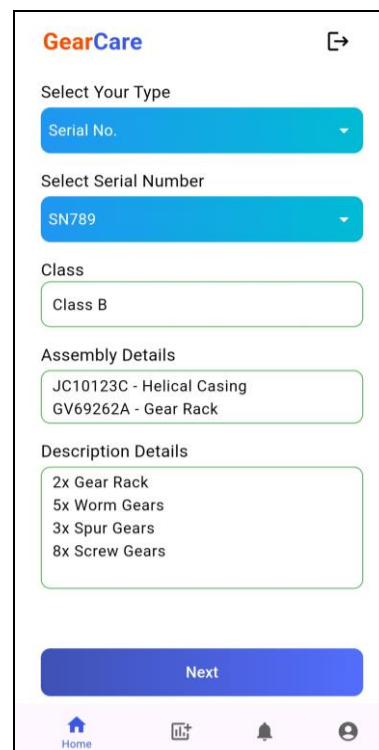 GearCare
Select Your Type
Serial No.
Select Serial Number
SN789
Class
Class B
Assembly Details
JC10123C - Helical Casing
GV69262A - Gear Rack
Description Details
2x Gear Rack
5x Worm Gears
3x Spur Gears
8x Screw Gears
Next
Home